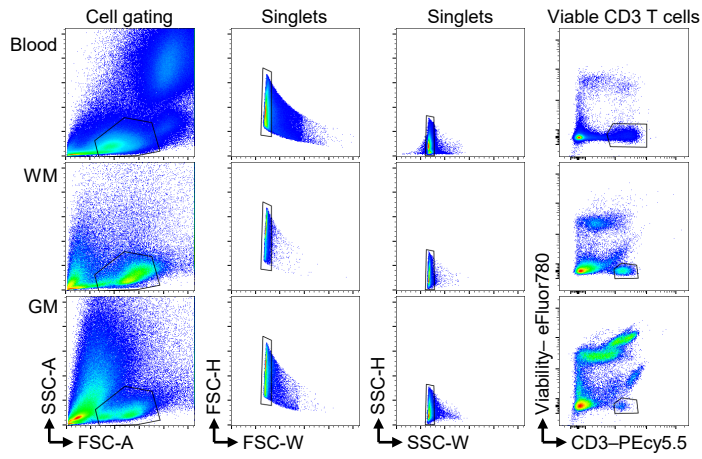 Cell gating
Singlets
Singlets
Viable CD3 T cells
Blood
WM
GM
SSC-A
FSC-A
FSC-H
FSC-W
SSC-H
SSC-W
Viability– eFluor780
CD3–PEcy5.5